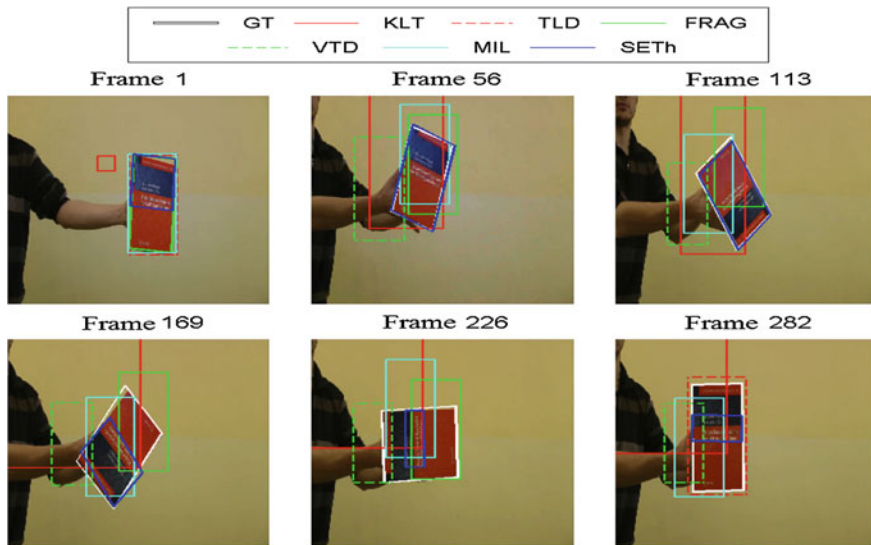 GT KLT TLD FRAG
VTD MIL SETh
Frame 1 Frame 56 Frame 113
Frame 169 Frame 226 Frame 282